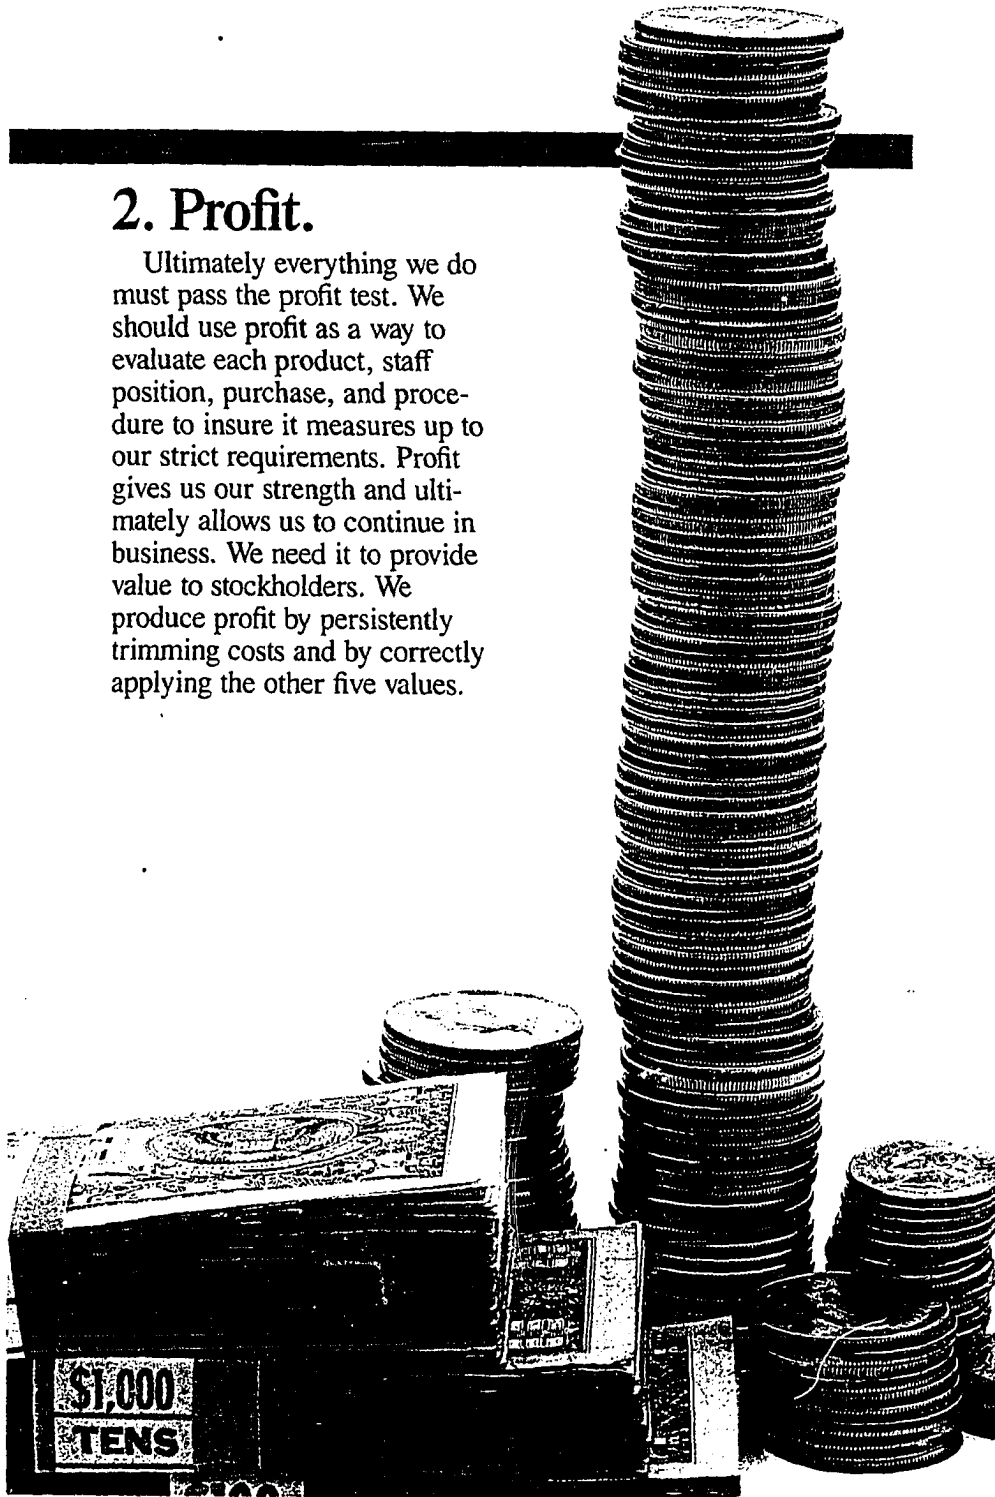 2. Profit.
Ultimately everything we do
must pass the profit test. We
should use profit as a way to
evaluate each product, staff
position, purchase, and proce-
dure to insure it measures up to
our strict requirements. Profit
gives us our strength and ulti-
mately allows us to continue in
business. We need it to provide
value to stockholders. We
produce profit by persistently
trimming costs and by correctly
applying the other five values.
$1,000
TENS